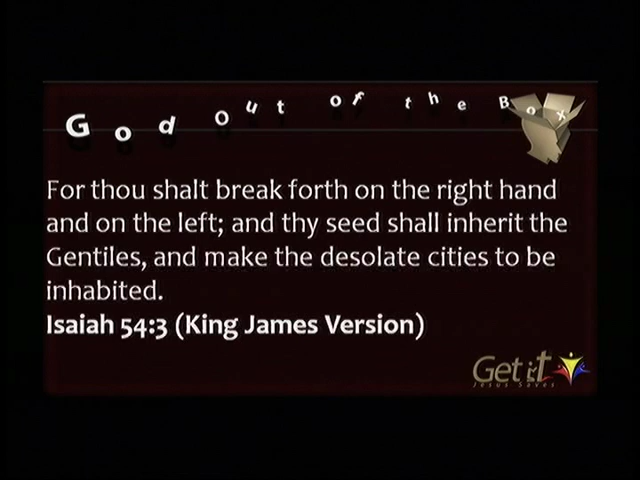 God out of the Box
For thou shalt break forth on the right hand
and on the left; and thy seed shall inherit the
Gentiles, and make the desolate cities to be
inhabited.
Isaiah 54:3 (King James Version)
Get it
Jesus Saves